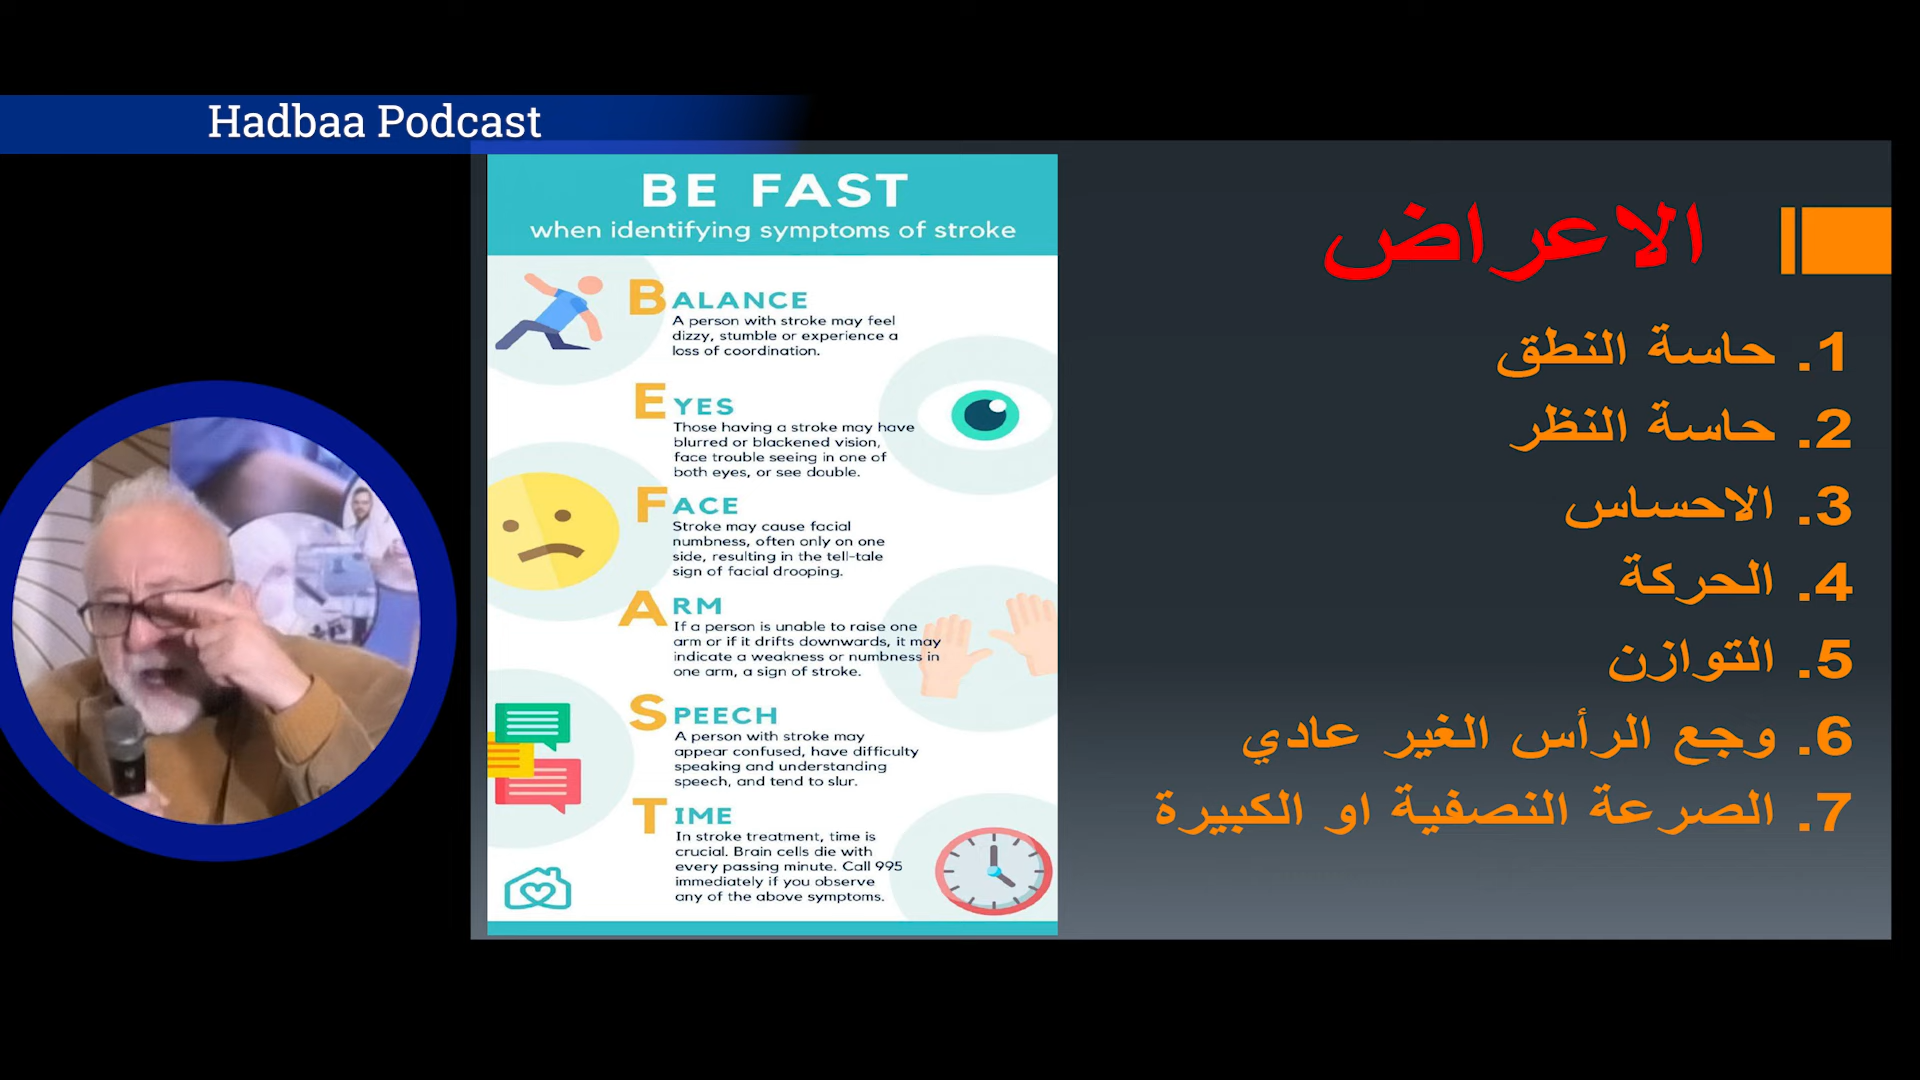 Hadbaa Podcast
BE FAST
when identifying symptoms of stroke
BALANCE
A person with stroke may feel
dizzy, stumble or experience a
loss of coordination.
EYES
Those having a stroke may have
blurred or blackened vision,
face trouble seeing in one of
both eyes, or see double.
FACE
Stroke may cause facial
numbness, often only on one
side, resulting in the tell-tale
sign of facial drooping.
ARM
If a person is unable to raise one
arm or if it drifts downwards, it may
indicate a weakness or numbness in
one arm, a sign of stroke.
SPEECH
A person with stroke may
appear confused, have difficulty
speaking and understanding
speech, and tend to slur.
TIME
In stroke treatment, time is
crucial. Brain cells die with
every passing minute. Call 995
immediately if you observe
any of the above symptoms.
الاعراض
1. حاسة النطق
2. حاسة النظر
3. الاحساس
4. الحركة
5. التوازن
6. وجع الرأس الغير عادي
7. الصرعة النصفية او الكبيرة